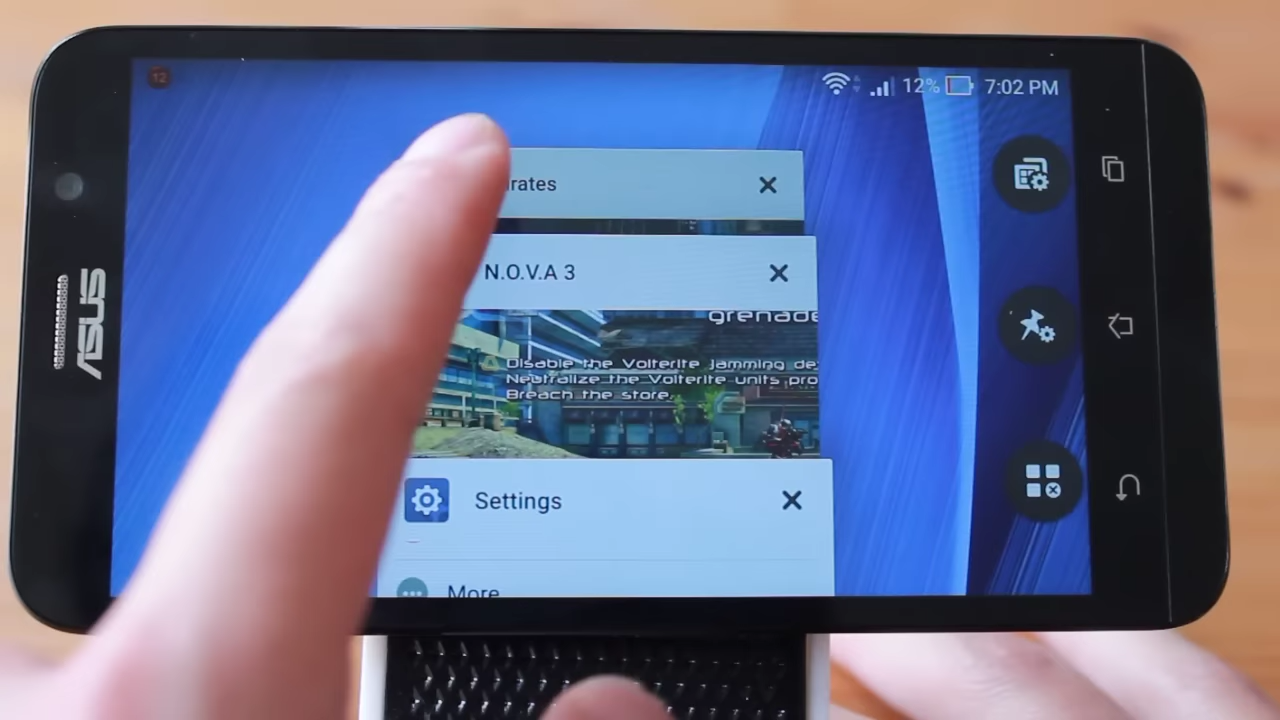 12
12% 7:02 PM
ASUS
N.O.V.A 3
grenade
Disable the Volterite jamming de
Neutralize the Volterite units pro
Breach the store.
Settings
More